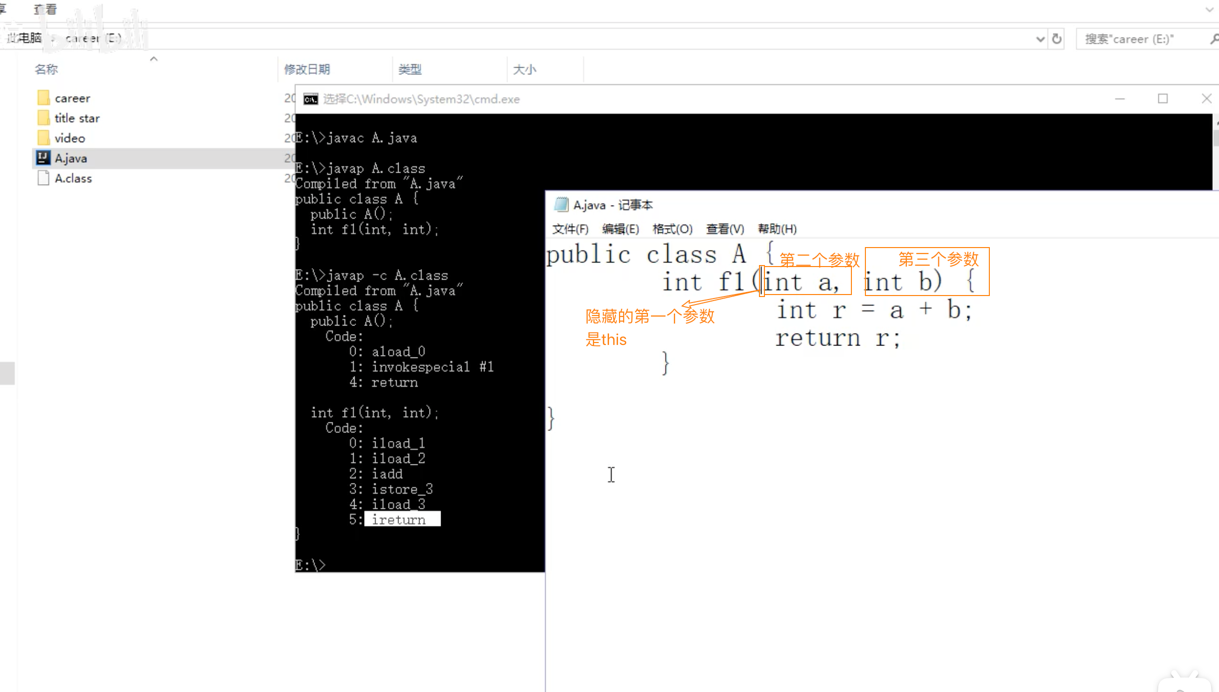 查看
此电脑
career (E:)
搜索"career (E:)"
名称
修改日期
类型
大小
career
title star
video
A.java
A.class
选择C:\Windows\System32\cmd.exe
E:\>javac A.java
E:\>javap A.class
Compiled from "A.java"
public class A {
public A();
int f1(int, int);
}
E:\>javap -c A.class
Compiled from "A.java"
public class A {
public A();
Code:
0: aload_0
1: invokespecial #1
4: return
int f1(int, int);
Code:
0: iload_1
1: iload_2
2: iadd
3: istore_3
4: iload_3
5: ireturn
}
E:\>
A.java - 记事本
文件(F) 编辑(E) 格式(O) 查看(V) 帮助(H)
public class A {
第二个参数
第三个参数
int f1(int a, int b) {
隐藏的第一个参数
是this
int r = a + b;
return r;
}
}